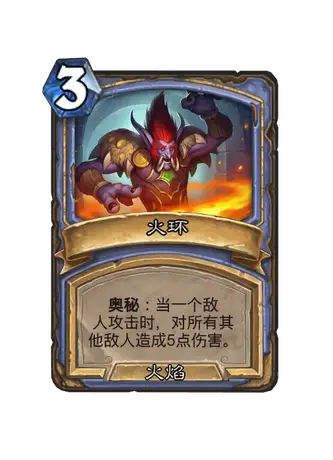 3
火环
奥秘：当一个敌
人攻击时，对所有其
他敌人造成5点伤害。
火焰